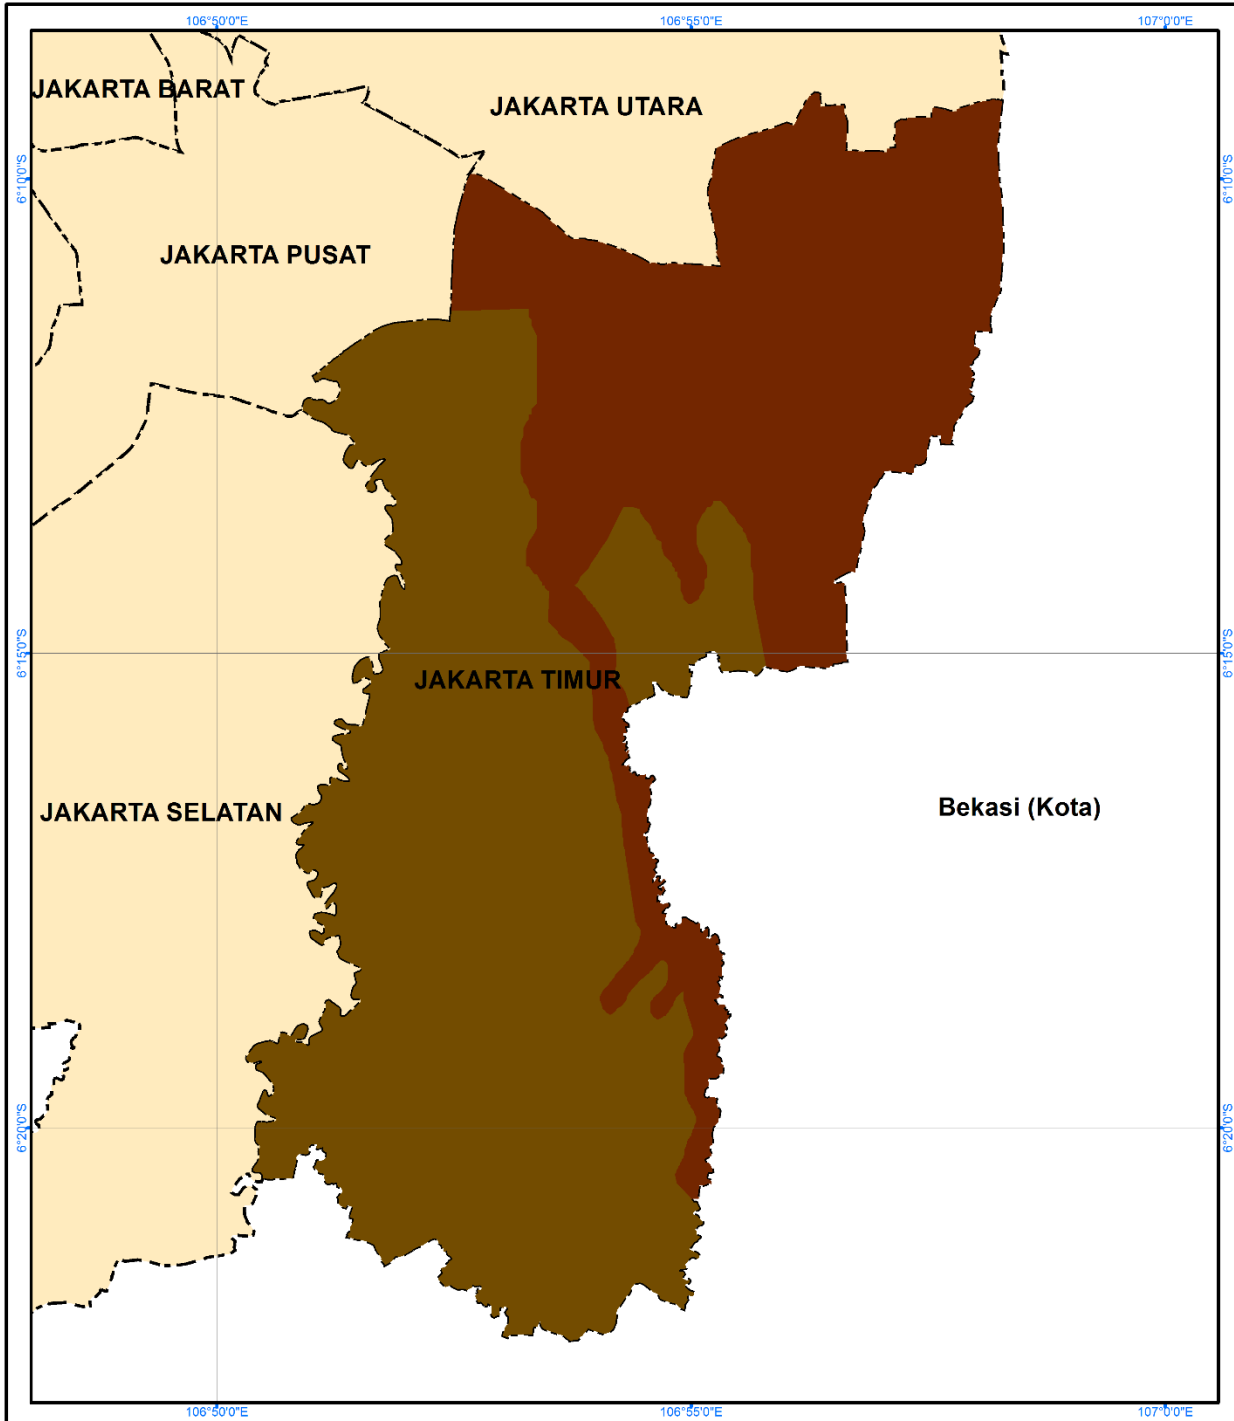 106°50'0"E 106°55'0"E 107°0'0"E
JAKARTA BARAT
JAKARTA UTARA
6°10'0"S 6°10'0"S
JAKARTA PUSAT
6°15'0"S 6°15'0"S
JAKARTA TIMUR
JAKARTA SELATAN
Bekasi (Kota)
6°20'0"S 6°20'0"S
106°50'0"E 106°55'0"E 107°0'0"E